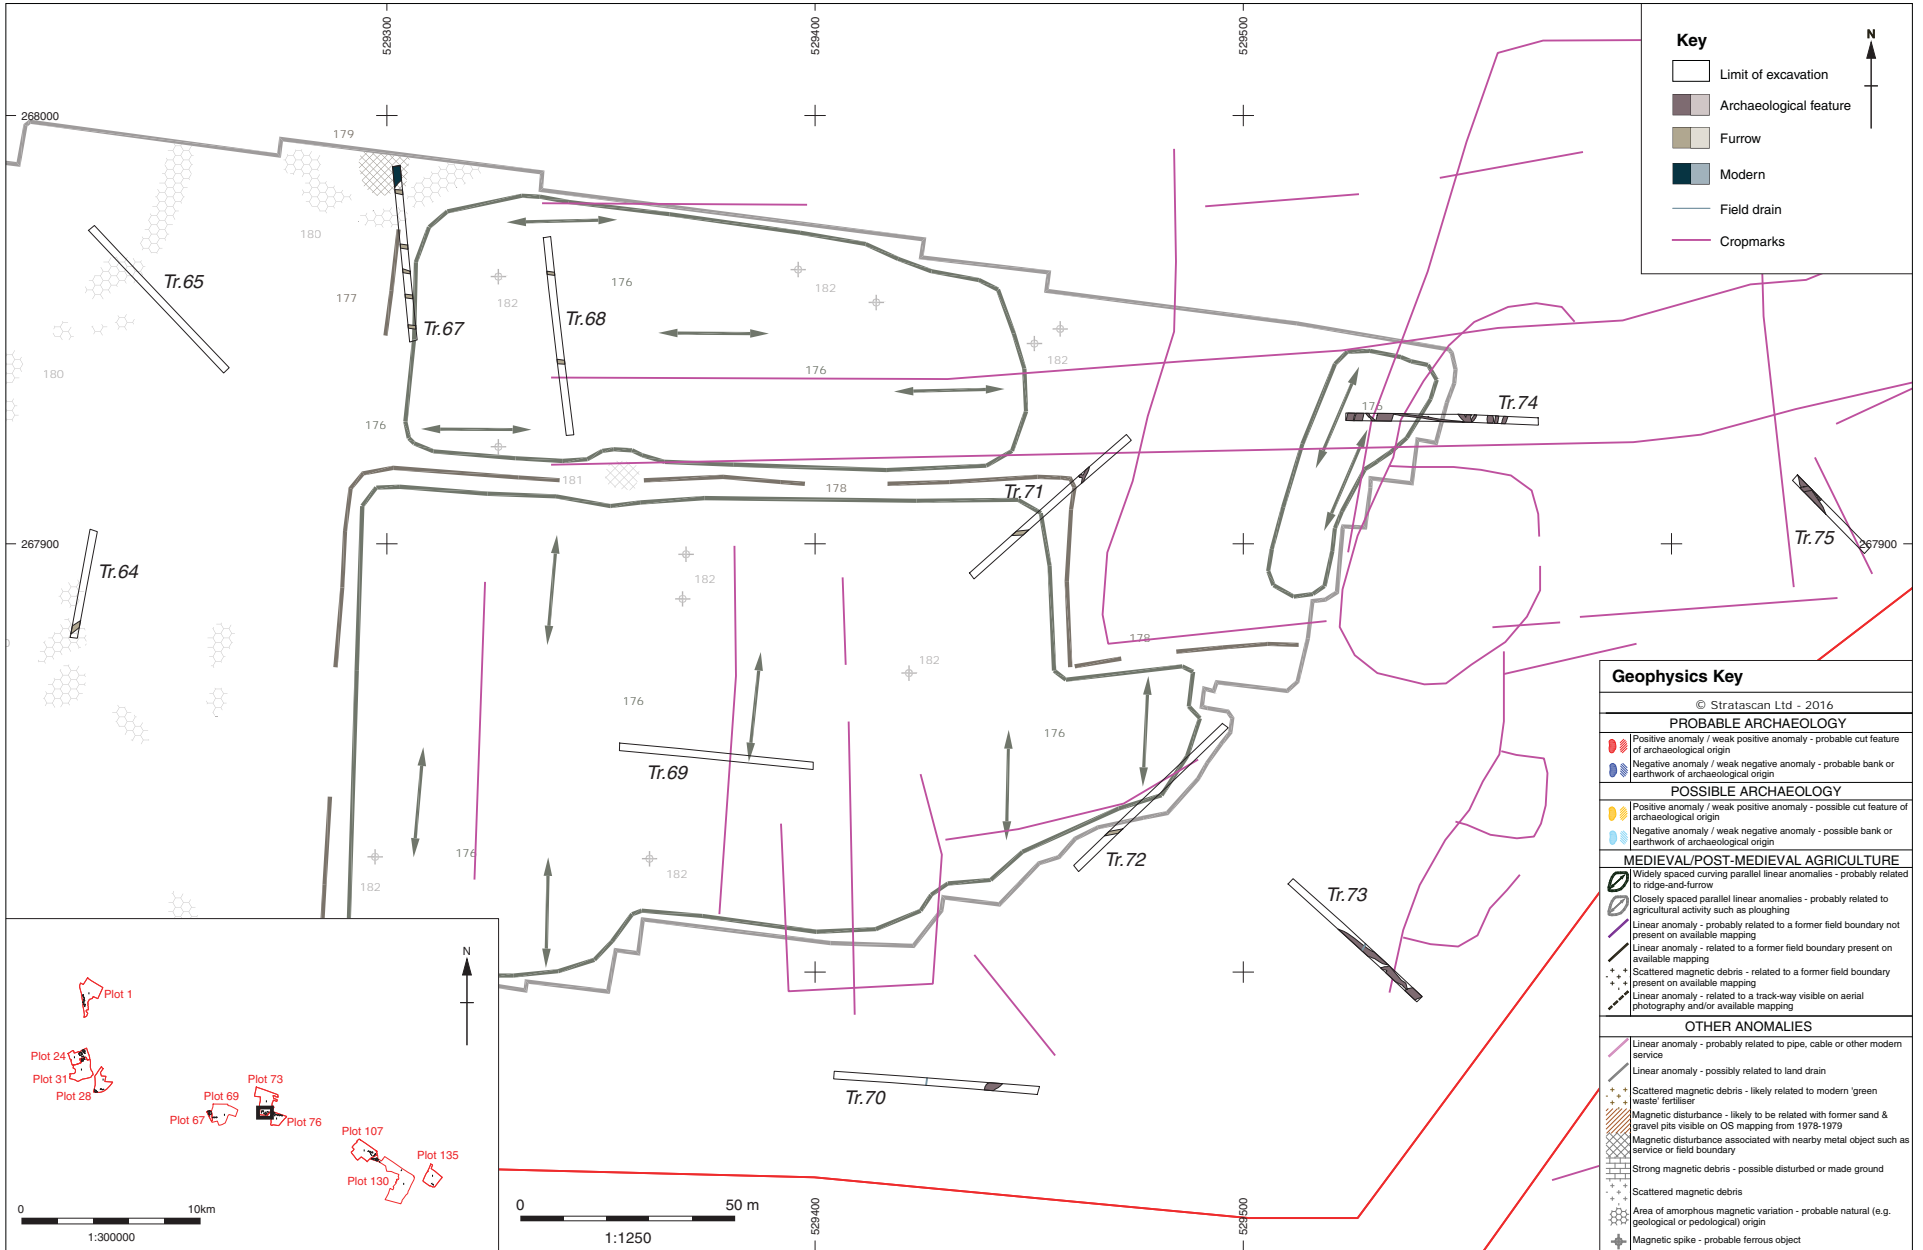 529300
529400
529500
268000
267900
267900
529400
529500
179
180
177
180
176
182
176
182
182
176
176
181
178
182
182
178
176
176
176
182
182
176
Tr.65
Tr.67
Tr.68
Tr.64
Tr.71
Tr.74
Tr.75
Tr.69
Tr.72
Tr.73
Tr.70
Key
N
Limit of excavation
Archaeological feature
Furrow
Modern
Field drain
Cropmarks
Geophysics Key
© Stratascan Ltd - 2016
PROBABLE ARCHAEOLOGY
Positive anomaly / weak positive anomaly - probable cut feature
of archaeological origin
Negative anomaly / weak negative anomaly - probable bank or
earthwork of archaeological origin
POSSIBLE ARCHAEOLOGY
Positive anomaly / weak positive anomaly - possible cut feature of
archaeological origin
Negative anomaly / weak negative anomaly - possible bank or
earthwork of archaeological origin
MEDIEVAL/POST-MEDIEVAL AGRICULTURE
Widely spaced curving parallel linear anomalies - probably related
to ridge-and-furrow
Closely spaced parallel linear anomalies - probably related to
agricultural activity such as ploughing
Linear anomaly - probably related to a former field boundary not
present on available mapping
Linear anomaly - related to a former field boundary present on
available mapping
Scattered magnetic debris - related to a former field boundary
present on available mapping
Linear anomaly - related to a track-way visible on aerial
photography and/or available mapping
OTHER ANOMALIES
Linear anomaly - probably related to pipe, cable or other modern
service
Linear anomaly - possibly related to land drain
Scattered magnetic debris - likely related to modern 'green
waste' fertiliser
Magnetic disturbance - likely to be related with former sand &
gravel pits visible on OS mapping from 1978-1979
Magnetic disturbance associated with nearby metal object such as
service or field boundary
Strong magnetic debris - possible disturbed or made ground
Scattered magnetic debris
Area of amorphous magnetic variation - probable natural (e.g.
geological or pedological) origin
Magnetic spike - probable ferrous object
N
Plot 1
Plot 24
Plot 31
Plot 28
Plot 69
Plot 67
Plot 73
Plot 76
Plot 107
Plot 130
Plot 135
0 10km
1:300000
0 50 m
1:1250